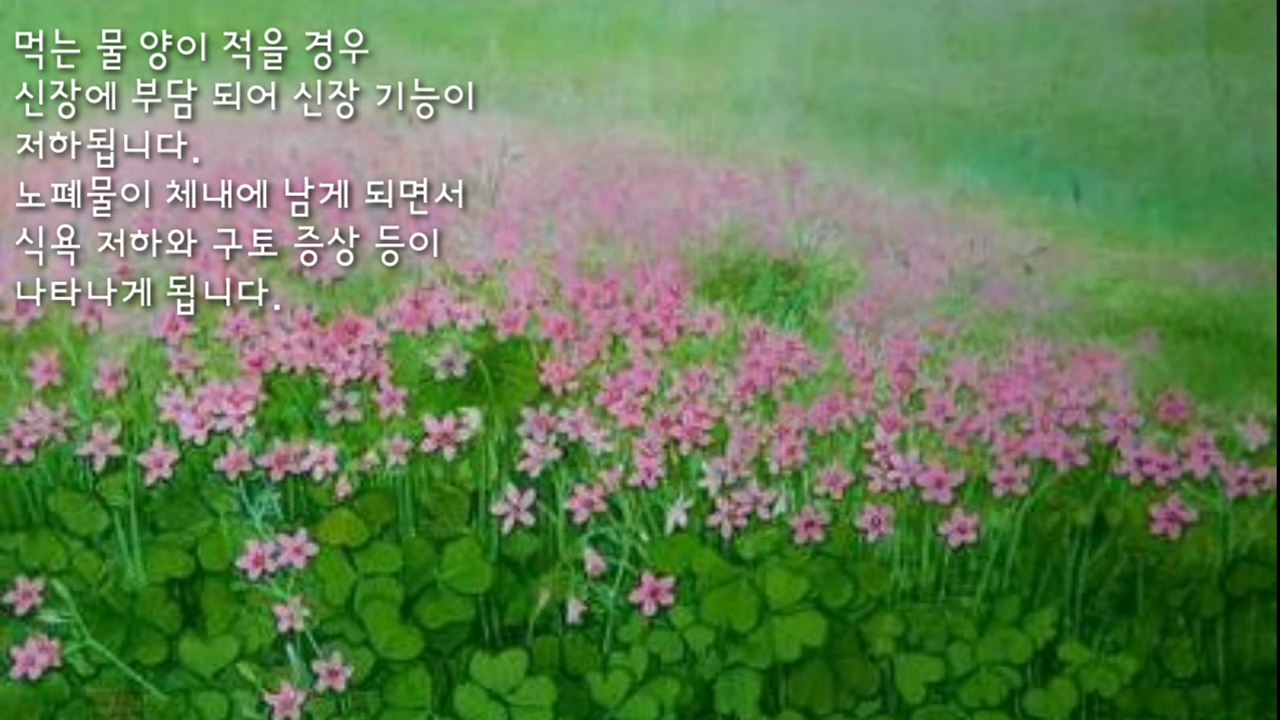 먹는 물 양이 적을 경우
신장에 부담 되어 신장 기능이
저하됩니다.
노폐물이 체내에 남게 되면서
식욕 저하와 구토 증상 등이
나타나게 됩니다.